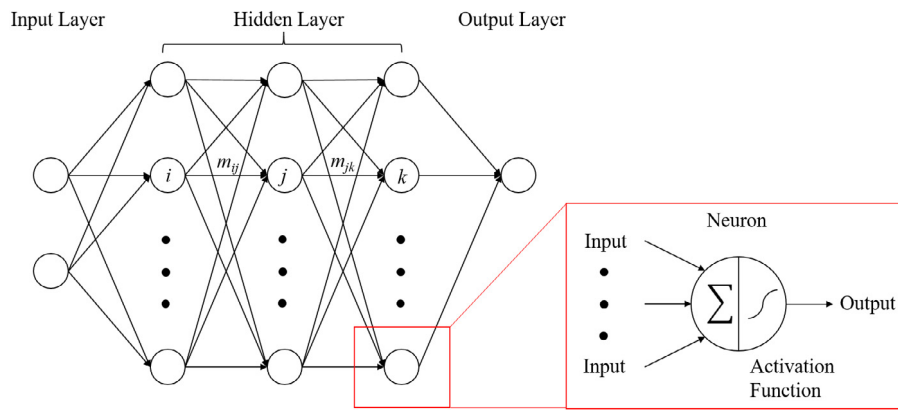 Input Layer
Hidden Layer
Output Layer
i
m_ij
j
m_jk
k
Neuron
Input
∑
Output
Input
Activation
Function